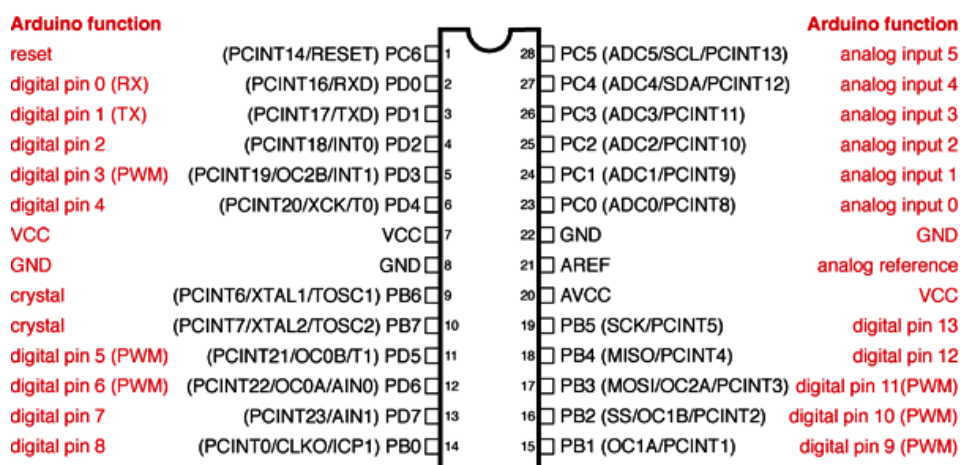 Arduino function Arduino function
reset (PCINT14/RESET) PC6 1 28 PC5 (ADC5/SCL/PCINT13) analog input 5
digital pin 0 (RX) (PCINT16/RXD) PD0 2 27 PC4 (ADC4/SDA/PCINT12) analog input 4
digital pin 1 (TX) (PCINT17/TXD) PD1 3 26 PC3 (ADC3/PCINT11) analog input 3
digital pin 2 (PCINT18/INT0) PD2 4 25 PC2 (ADC2/PCINT10) analog input 2
digital pin 3 (PWM) (PCINT19/OC2B/INT1) PD3 5 24 PC1 (ADC1/PCINT9) analog input 1
digital pin 4 (PCINT20/XCK/T0) PD4 6 23 PC0 (ADC0/PCINT8) analog input 0
VCC VCC 7 22 GND GND
GND GND 8 21 AREF analog reference
crystal (PCINT6/XTAL1/TOSC1) PB6 9 20 AVCC VCC
crystal (PCINT7/XTAL2/TOSC2) PB7 10 19 PB5 (SCK/PCINT5) digital pin 13
digital pin 5 (PWM) (PCINT21/OC0B/T1) PD5 11 18 PB4 (MISO/PCINT4) digital pin 12
digital pin 6 (PWM) (PCINT22/OC0A/AIN0) PD6 12 17 PB3 (MOSI/OC2A/PCINT3) digital pin 11(PWM)
digital pin 7 (PCINT23/AIN1) PD7 13 16 PB2 (SS/OC1B/PCINT2) digital pin 10 (PWM)
digital pin 8 (PCINT0/CLKO/ICP1) PB0 14 15 PB1 (OC1A/PCINT1) digital pin 9 (PWM)